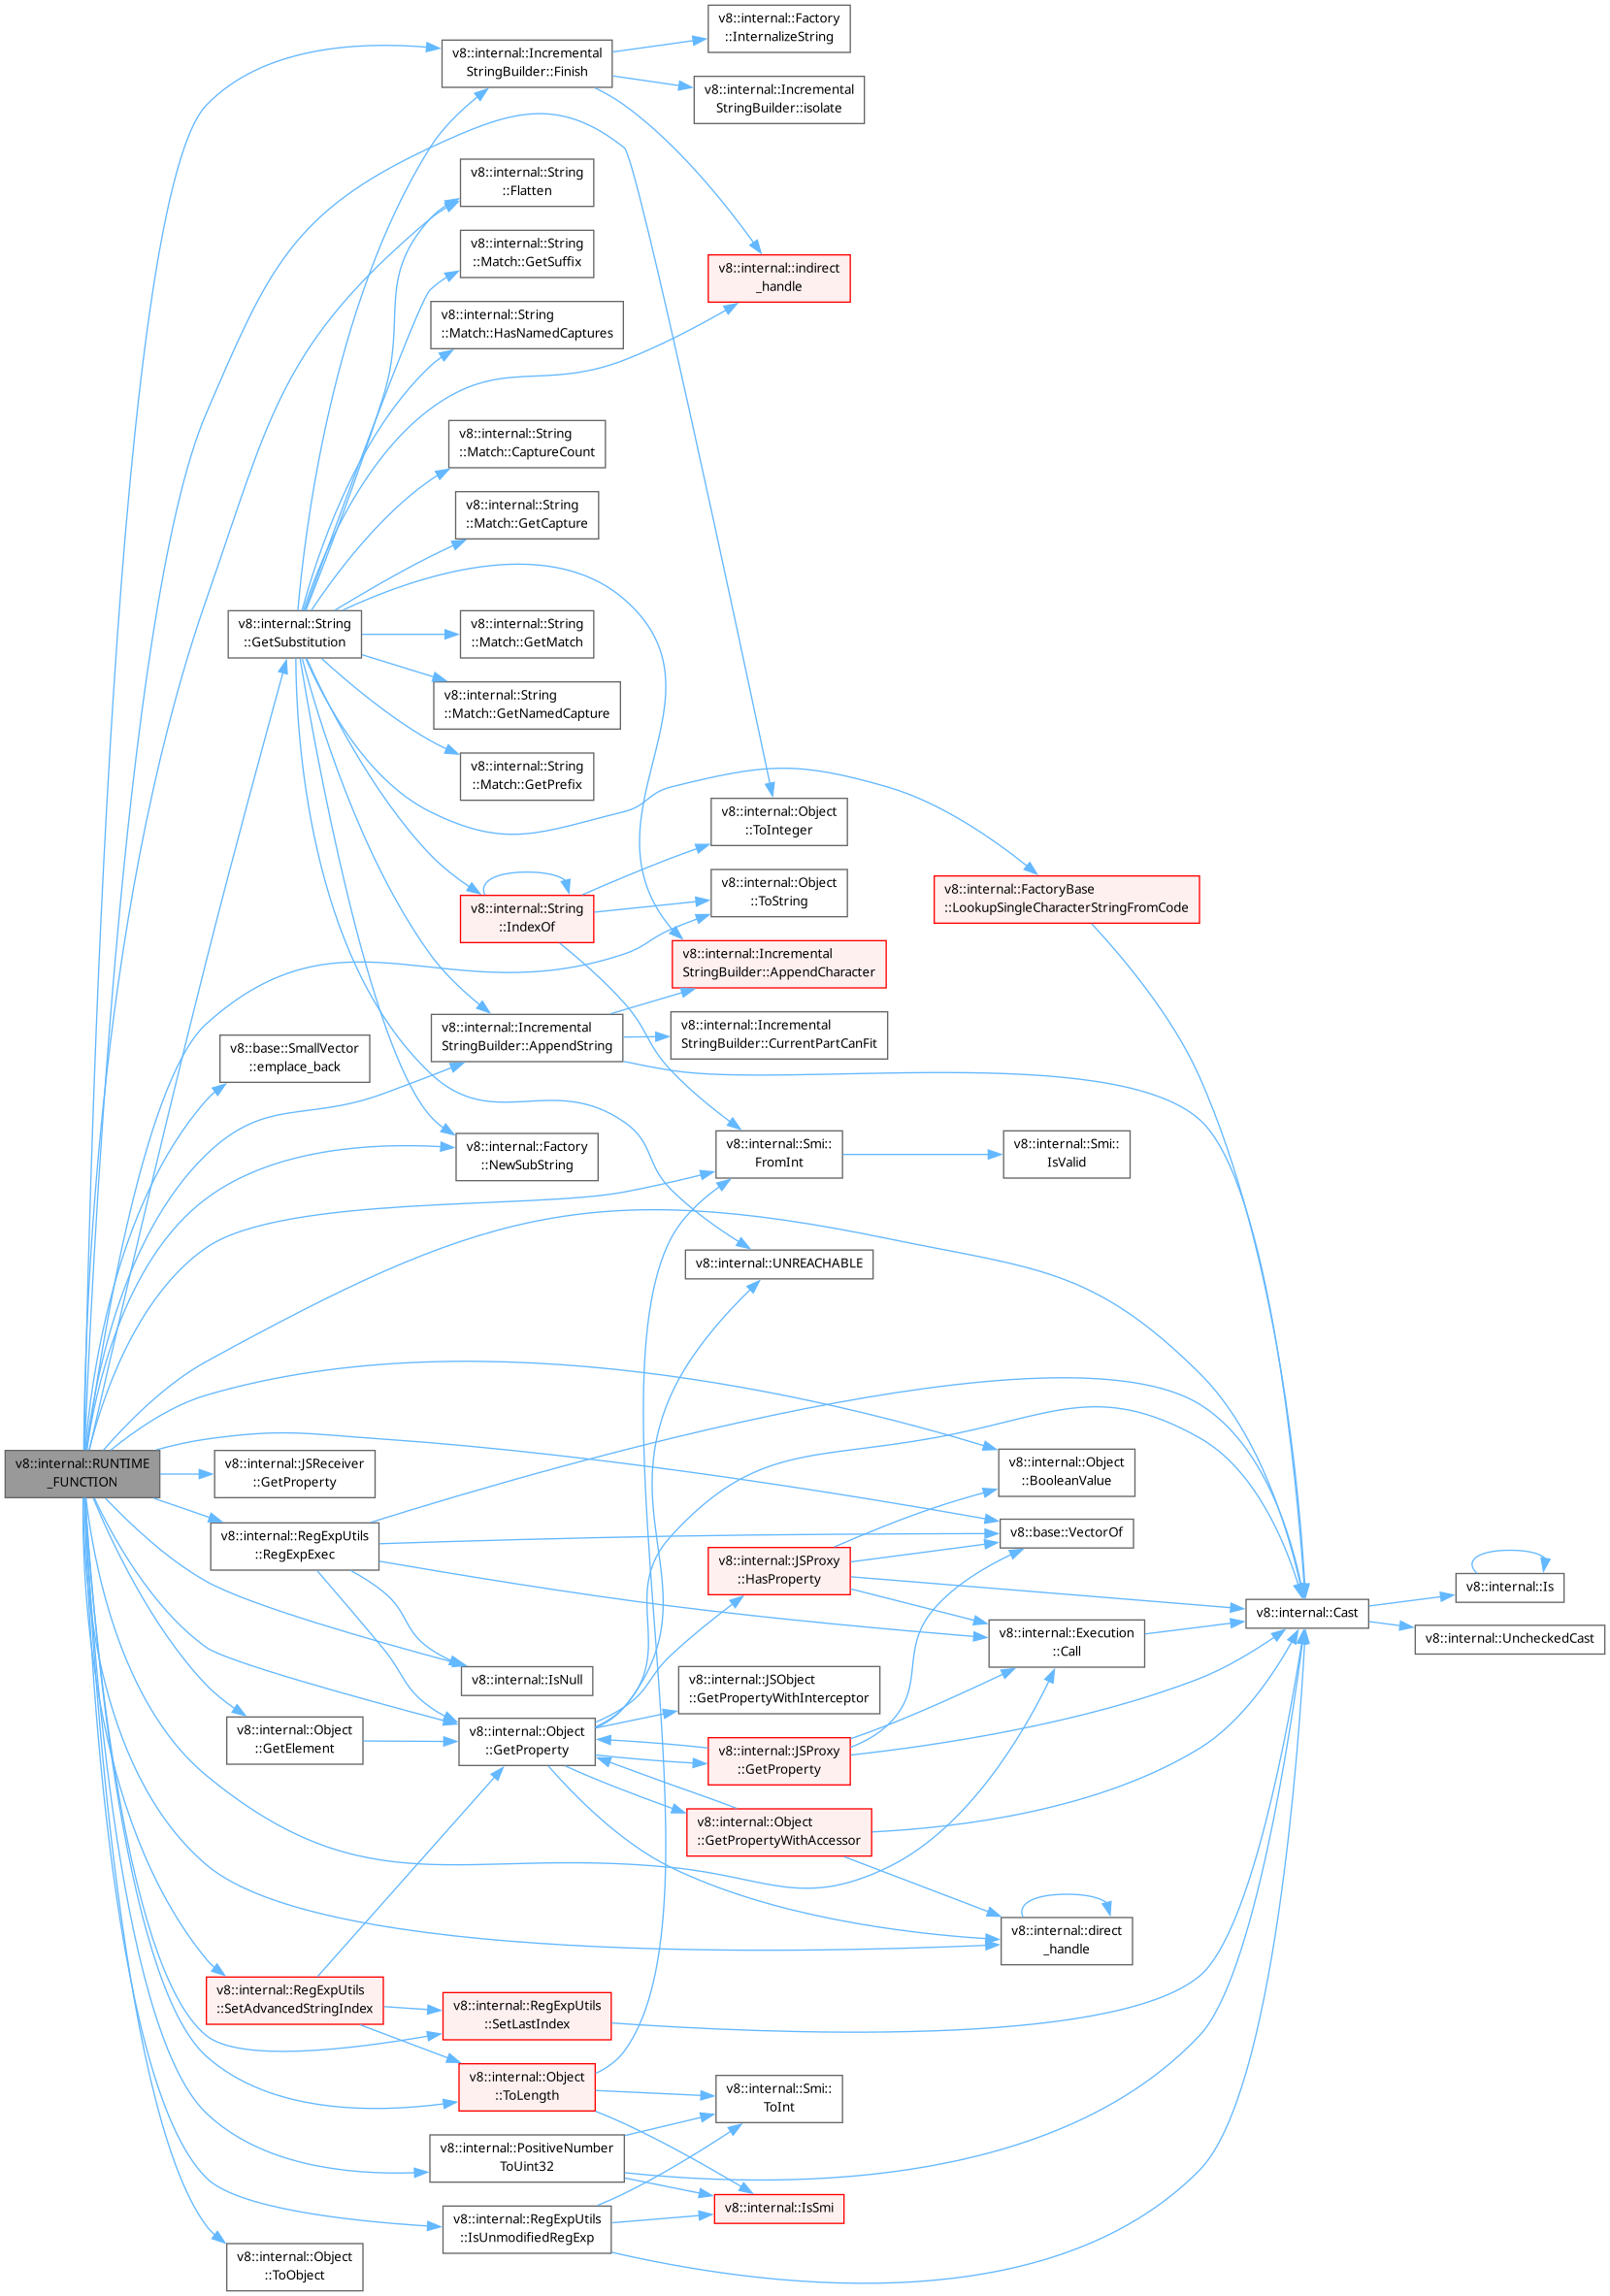 v8::internal::Factory
::InternalizeString
v8::internal::Incremental
StringBuilder::Finish
v8::internal::Incremental
StringBuilder::isolate
v8::internal::String
::Flatten
v8::internal::String
::Match::GetSuffix
v8::internal::indirect
_handle
v8::internal::String
::Match::HasNamedCaptures
v8::internal::String
::Match::CaptureCount
v8::internal::String
::Match::GetCapture
v8::internal::String
::GetSubstitution
v8::internal::String
::Match::GetMatch
v8::internal::String
::Match::GetNamedCapture
v8::internal::String
::Match::GetPrefix
v8::internal::Object
::ToInteger
v8::internal::Object
::ToString
v8::internal::FactoryBase
::LookupSingleCharacterStringFromCode
v8::internal::String
::IndexOf
v8::internal::Incremental
StringBuilder::AppendCharacter
v8::internal::Incremental
StringBuilder::AppendString
v8::internal::Incremental
StringBuilder::CurrentPartCanFit
v8::base::SmallVector
::emplace_back
v8::internal::Factory
::NewSubString
v8::internal::Smi::
FromInt
v8::internal::Smi::
IsValid
v8::internal::UNREACHABLE
v8::internal::RUNTIME
_FUNCTION
v8::internal::JSReceiver
::GetProperty
v8::internal::Object
::BooleanValue
v8::internal::RegExpUtils
::RegExpExec
v8::base::VectorOf
v8::internal::JSProxy
::HasProperty
v8::internal::Is
v8::internal::Cast
v8::internal::UncheckedCast
v8::internal::Execution
::Call
v8::internal::IsNull
v8::internal::JSObject
::GetPropertyWithInterceptor
v8::internal::Object
::GetElement
v8::internal::Object
::GetProperty
v8::internal::JSProxy
::GetProperty
v8::internal::Object
::GetPropertyWithAccessor
v8::internal::direct
_handle
v8::internal::RegExpUtils
::SetAdvancedStringIndex
v8::internal::RegExpUtils
::SetLastIndex
v8::internal::Object
::ToLength
v8::internal::Smi::
ToInt
v8::internal::PositiveNumber
ToUint32
v8::internal::IsSmi
v8::internal::RegExpUtils
::IsUnmodifiedRegExp
v8::internal::Object
::ToObject